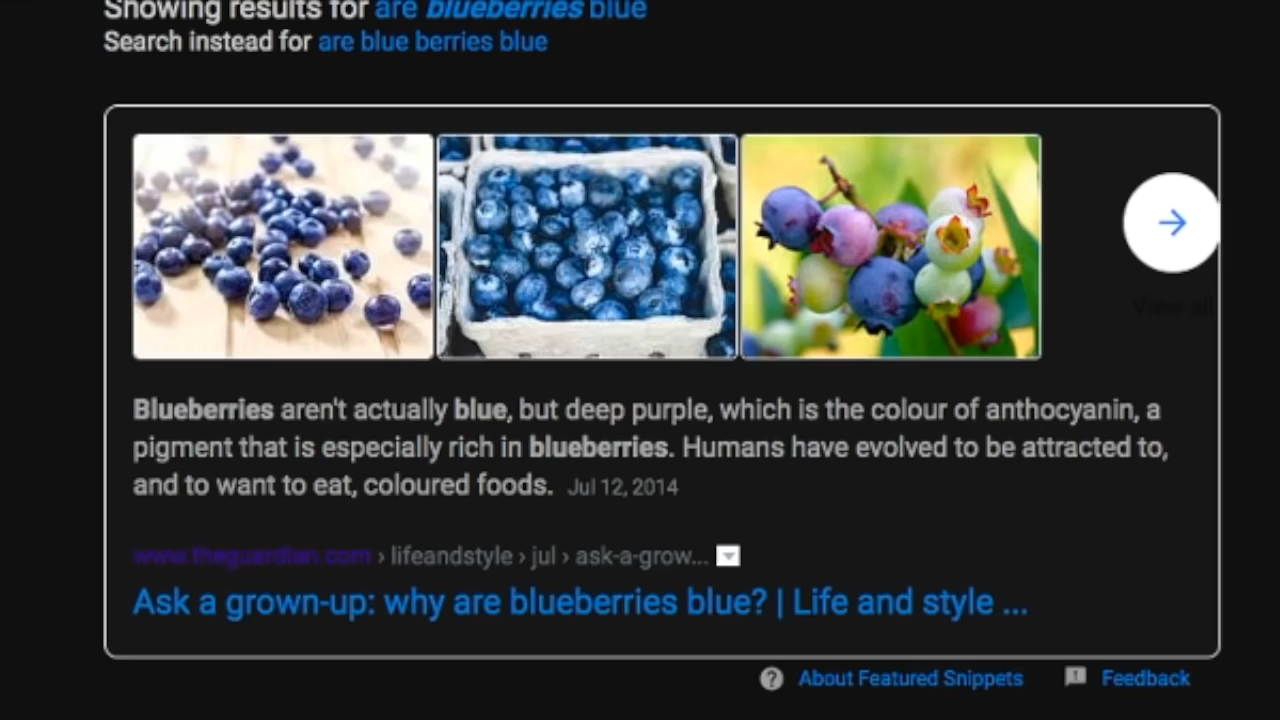 Showing results for are blueberries blue
Search instead for are blue berries blue
View all
Blueberries aren't actually blue, but deep purple, which is the colour of anthocyanin, a
pigment that is especially rich in blueberries. Humans have evolved to be attracted to,
and to want to eat, coloured foods. Jul 12, 2014
www.theguardian.com › lifeandstyle › jul › ask-a-grow...
Ask a grown-up: why are blueberries blue? | Life and style ...
About Featured Snippets
Feedback